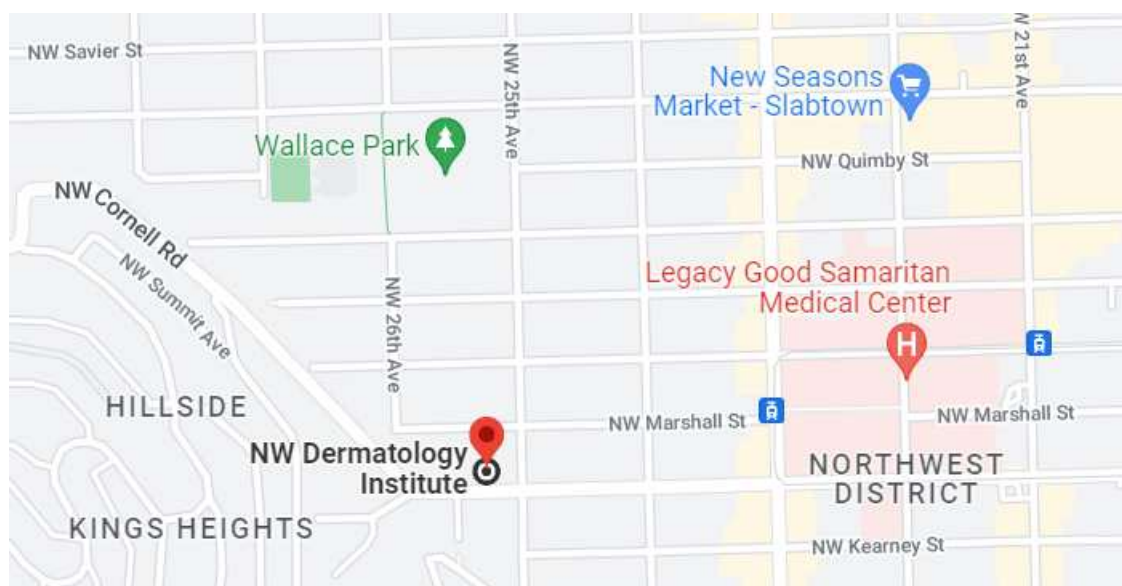 NW Savier St
NW 25th Ave
W 21st Ave
New Seasons
Market - Slabtown
Wallace Park
NW Quimby St
NW Cornell Rd
NW Summit Ave
NW 26th Ave
Legacy Good Samaritan
Medical Center
H
HILLSIDE
NW Marshall St
NW Marshall St
NW Dermatology
Institute
NORTHWEST
DISTRICT
KINGS HEIGHTS
NW Kearney St